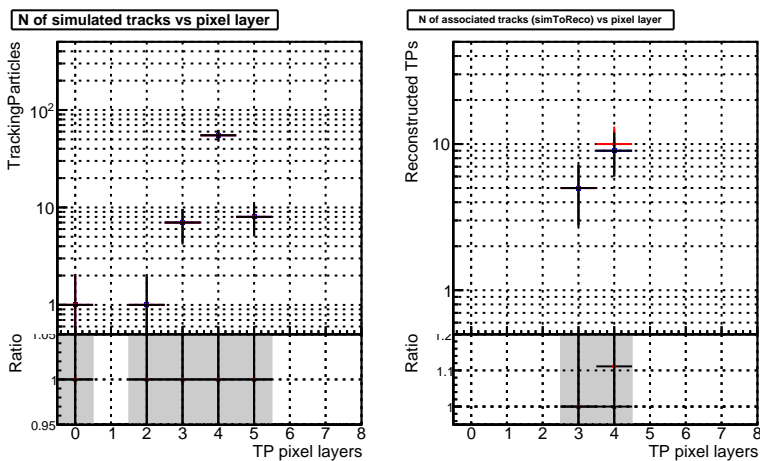 N of simulated tracks vs pixel layer
TrackingParticles
10²
10
1
Ratio
1.05
1
0.95
0 1 2 3 4 5 6 7 8
TP pixel layers
N of associated tracks (simToReco) vs pixel layer
Reconstructed TPs
10
1
Ratio
1.2
1.1
1
0 1 2 3 4 5 6 7 8
TP pixel layers